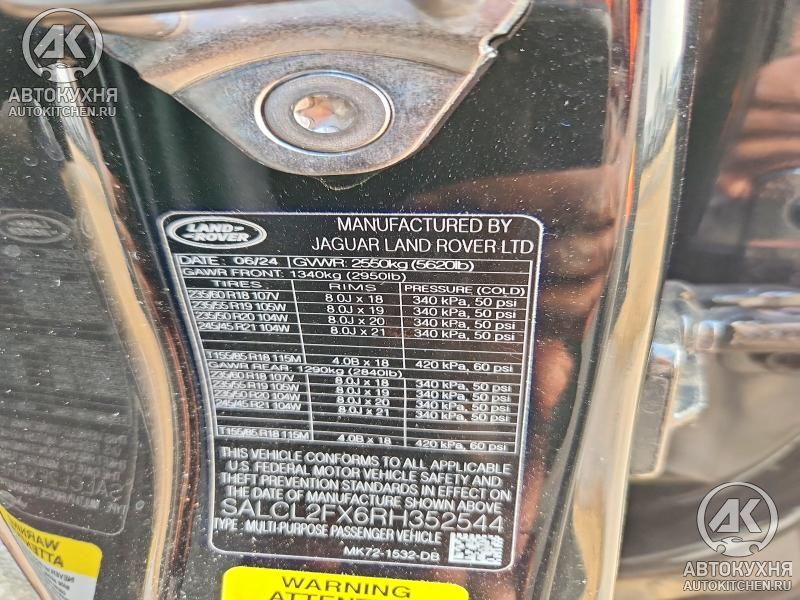 АК
АВТОКУХНЯ
AUTOKITCHEN.RU
LAND ROVER
MANUFACTURED BY
JAGUAR LAND ROVER LTD
DATE: 06/24 GVWR: 2550kg (5620lb)
GAWR FRONT: 1340kg (2950lb)
TIRES RIMS PRESSURE (COLD)
235/60 R18 107V 8.0J x 18 340 kPa, 50 psi
235/55 R19 105W 8.0J x 19 340 kPa, 50 psi
235/50 R20 104W 8.0J x 20 340 kPa, 50 psi
245/45 R21 104W 8.0J x 21 340 kPa, 50 psi
T155/85 R18 115M 4.0B x 18 420 kPa, 60 psi
GAWR REAR: 1290kg (2840lb)
235/60 R18 107V 8.0J x 18 340 kPa, 50 psi
235/55 R19 105W 8.0J x 19 340 kPa, 50 psi
235/50 R20 104W 8.0J x 20 340 kPa, 50 psi
245/45 R21 104W 8.0J x 21 340 kPa, 50 psi
T155/85 R18 115M 4.0B x 18 420 kPa, 60 psi
THIS VEHICLE CONFORMS TO ALL APPLICABLE
U.S. FEDERAL MOTOR VEHICLE SAFETY AND
THEFT PREVENTION STANDARDS IN EFFECT ON
THE DATE OF MANUFACTURE SHOWN ABOVE
SALCL2FX6RH352544
TYPE : MULTI-PURPOSE PASSENGER VEHICLE
MK72-1532-DB
WARNING
АК
АВТОКУХНЯ
AUTOKITCHEN.RU